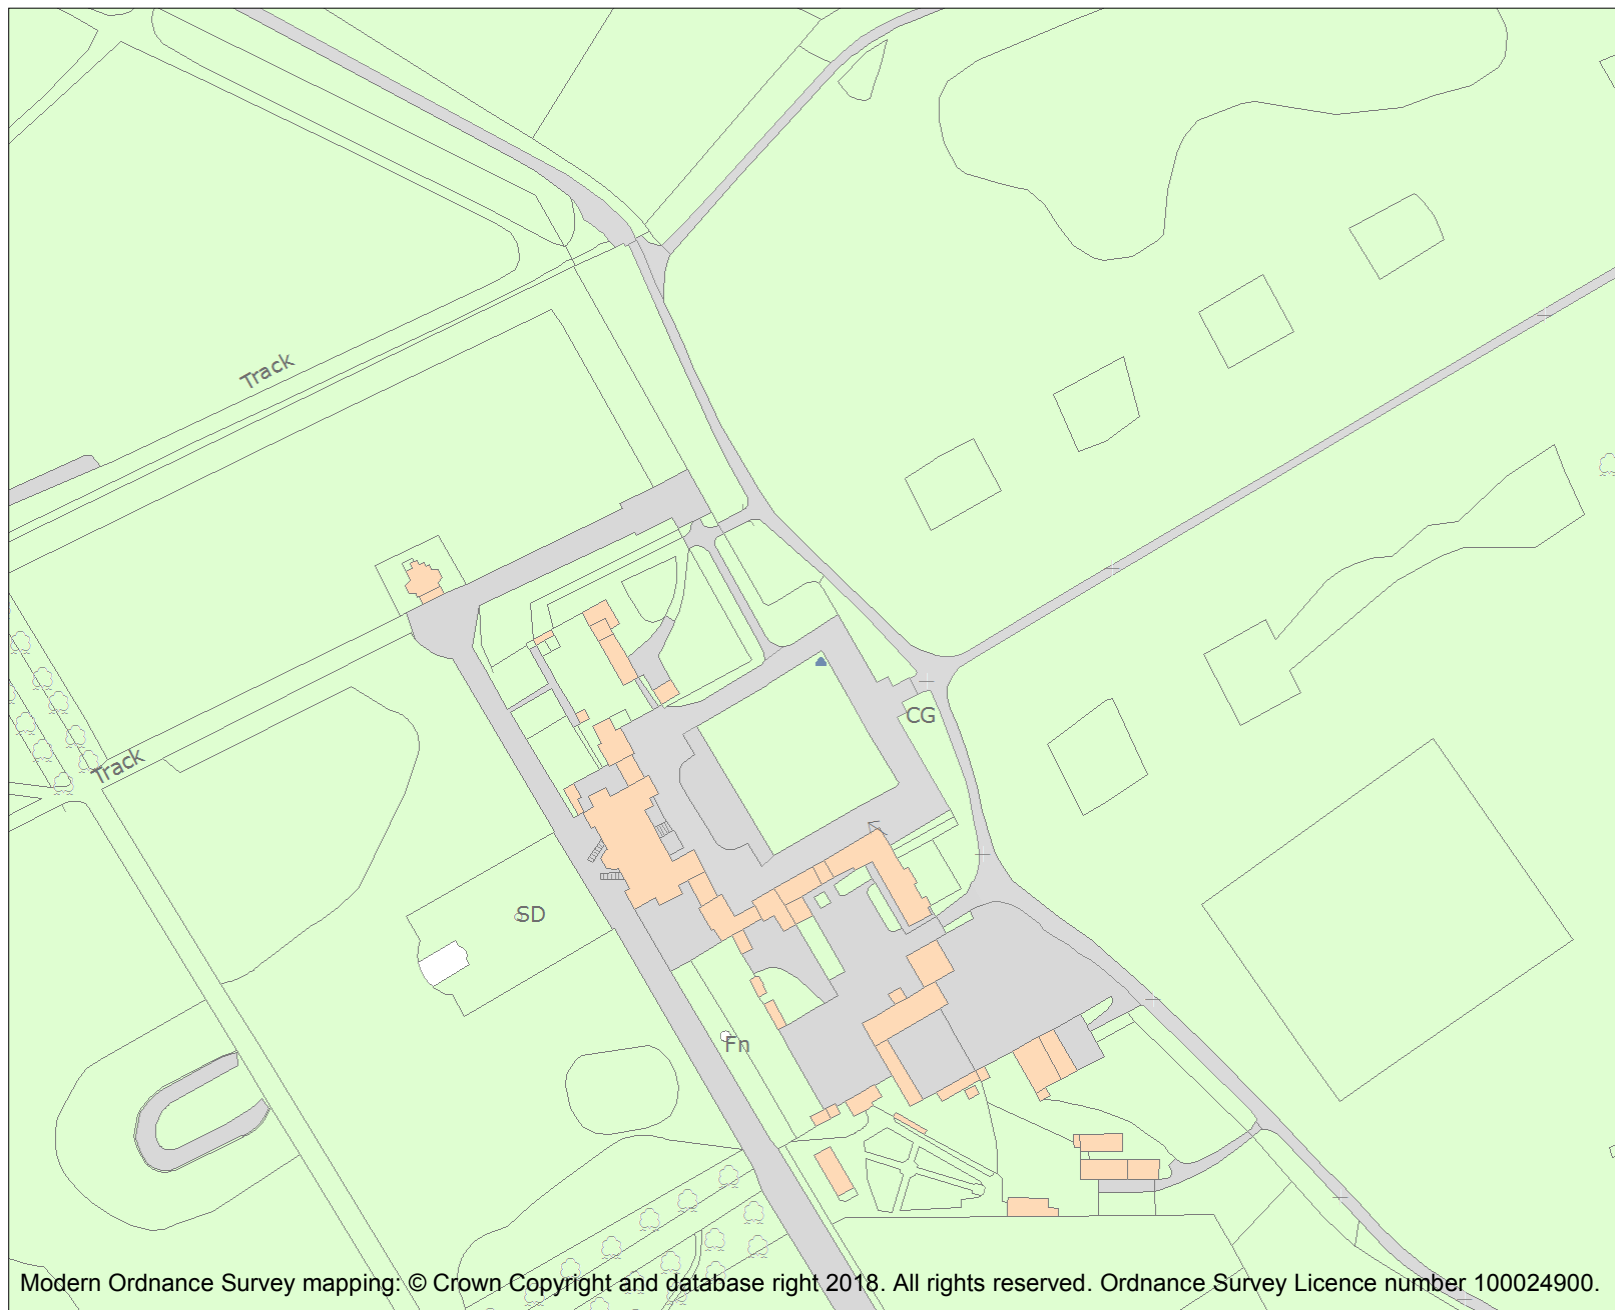 Track
CG
Track
SD
Fn
Modern Ordnance Survey mapping: © Crown Copyright and database right 2018. All rights reserved. Ordnance Survey Licence number 100024900.